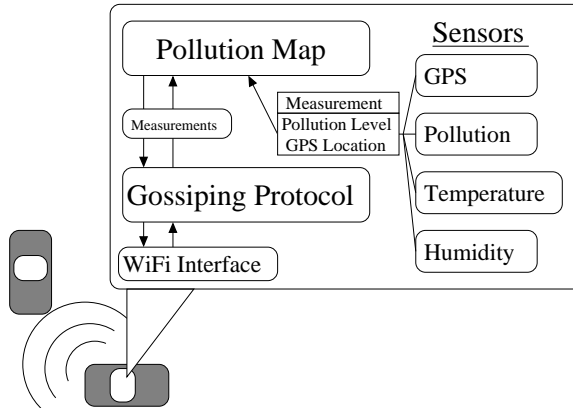 Pollution Map
Measurements
Gossiping Protocol
WiFi Interface
Measurement
Pollution Level
GPS Location
Sensors
GPS
Pollution
Temperature
Humidity